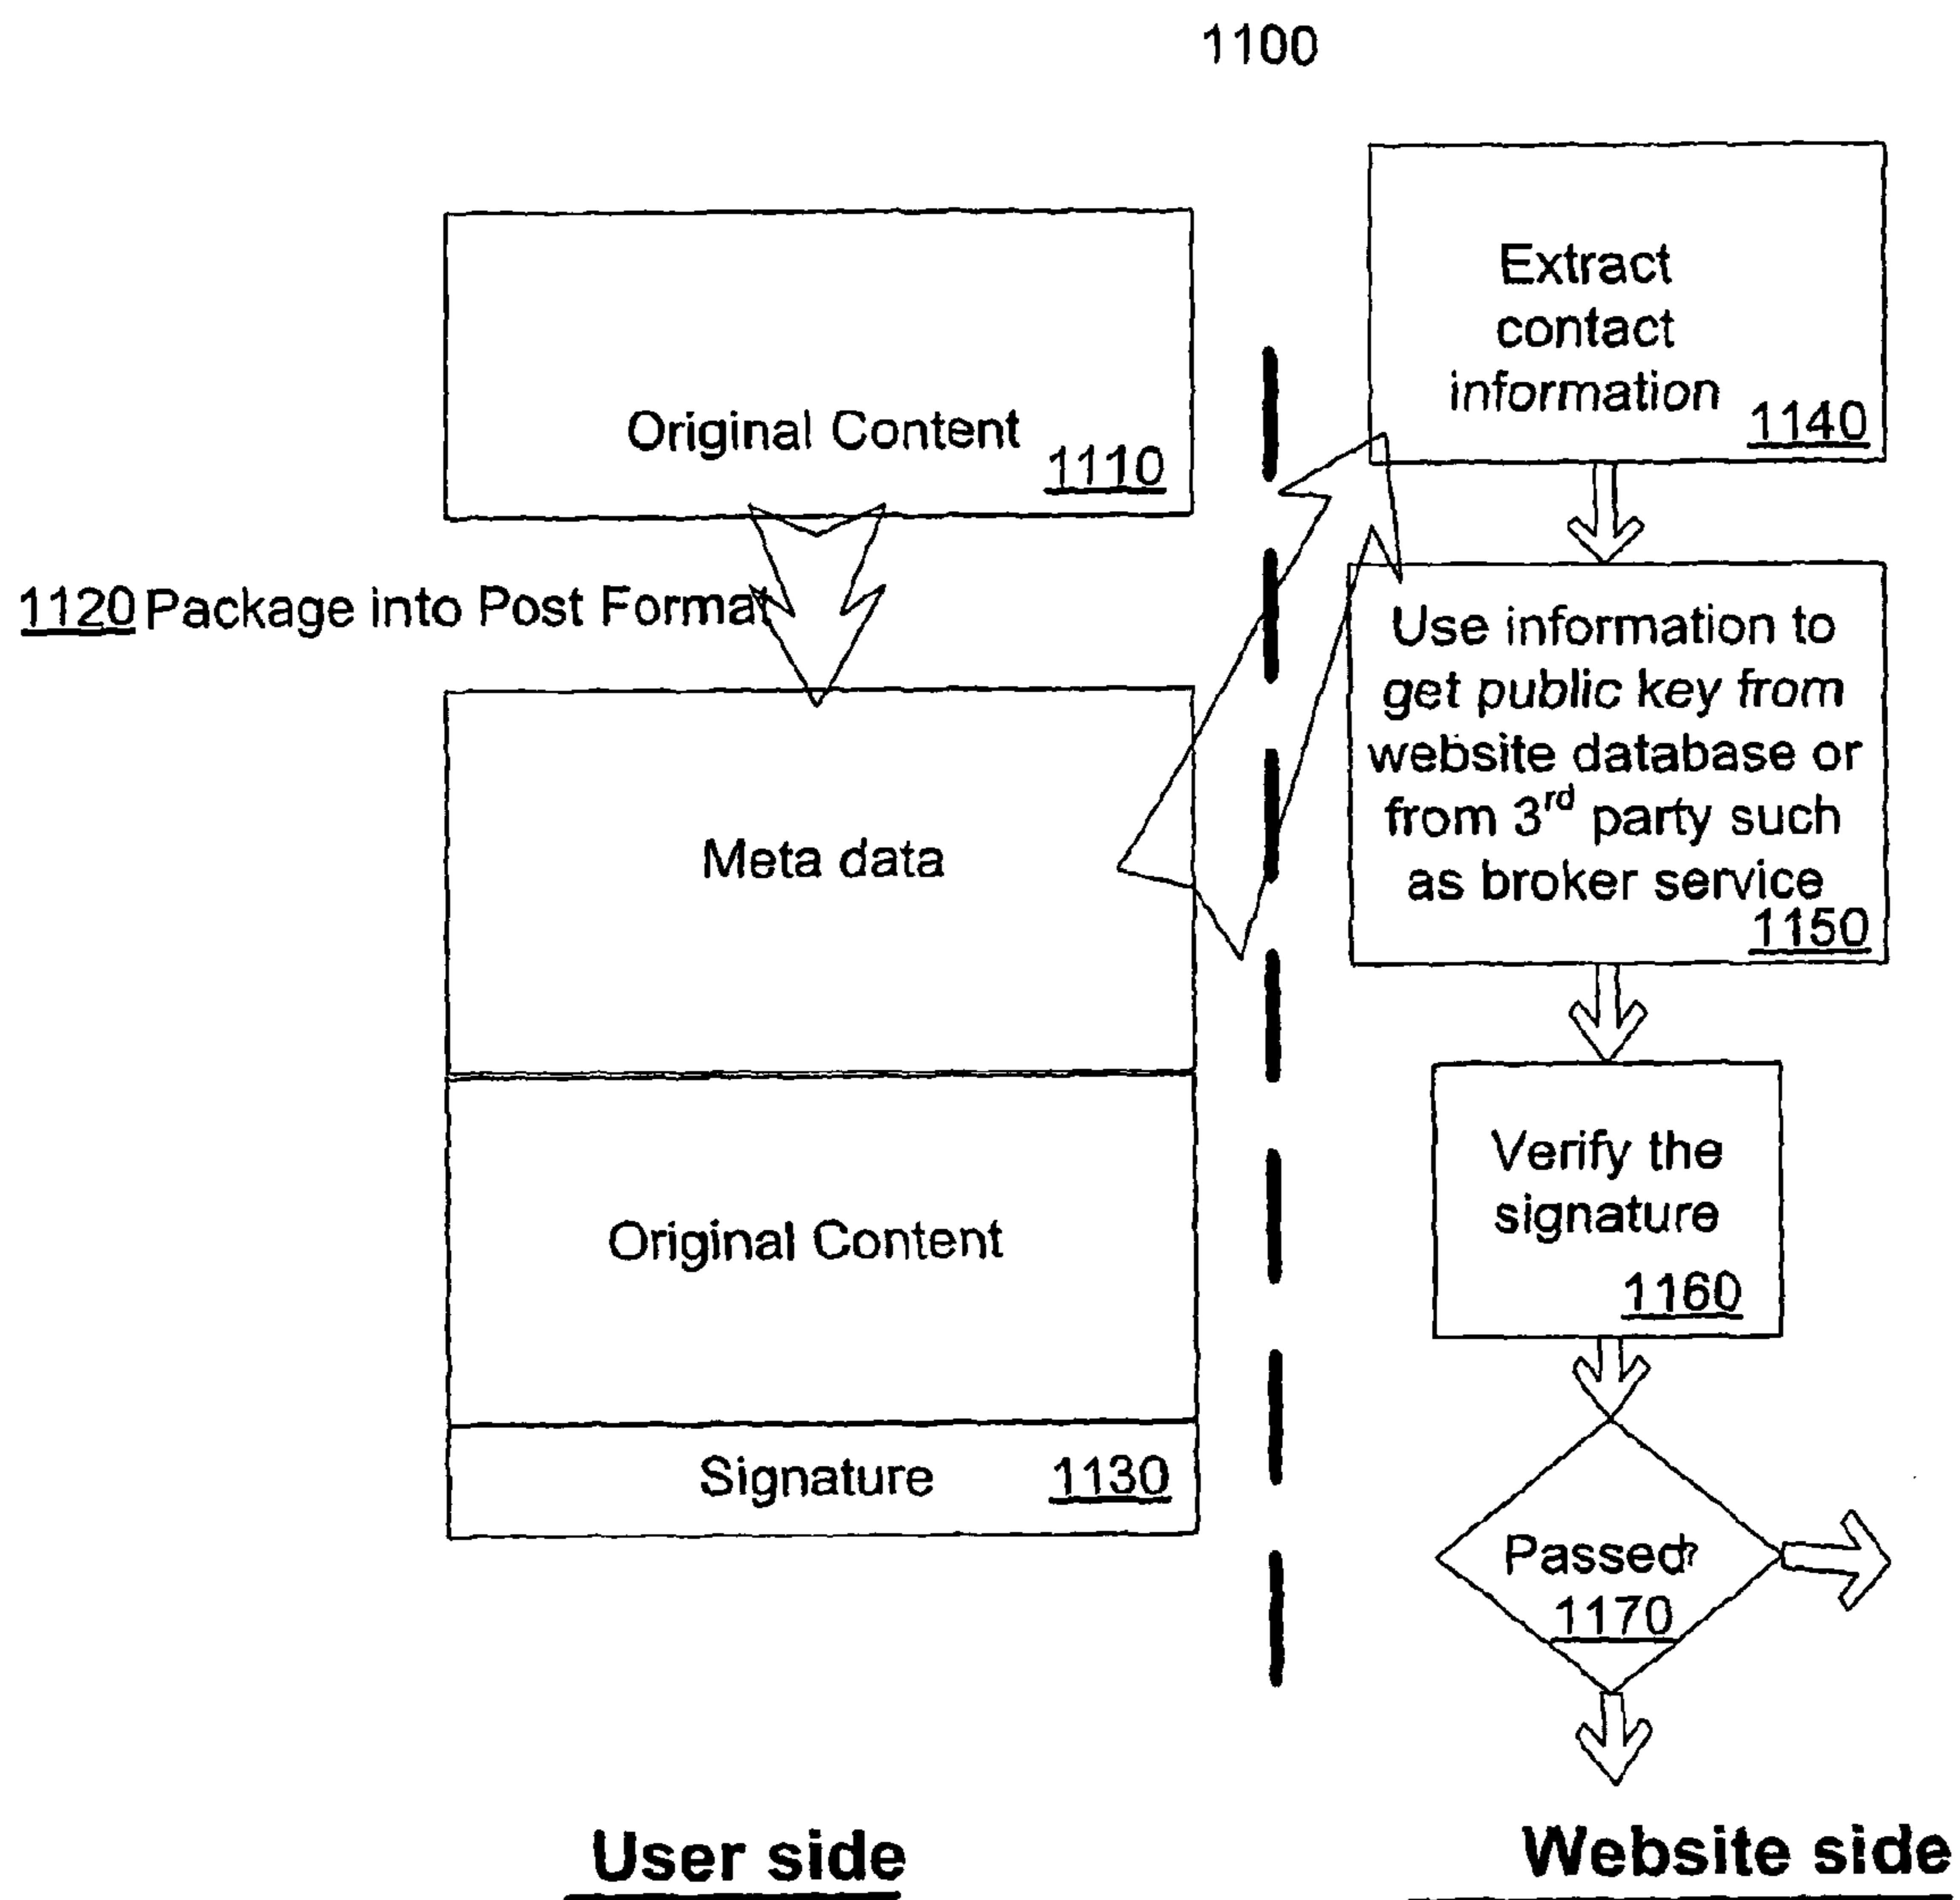 1100
Original Content
1110
1120 Package into Post Format
Meta data
Original Content
Signature 1130
Extract
contact
information
1140
Use information to
get public key from
website database or
from 3rd party such
as broker service
1150
Verify the
signature
1160
Passed?
1170
User side
Website side